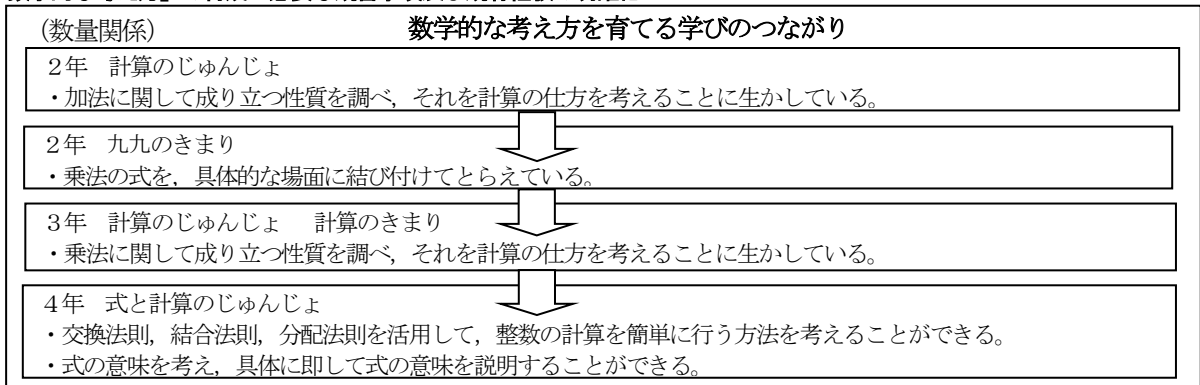 (数量関係) 数学的な考え方を育てる学びのつながり
2年 計算のじゅんじょ
・加法に関して成り立つ性質を調べ，それを計算の仕方を考えることに生かしている。
2年 九九のきまり
・乗法の式を，具体的な場面に結び付けてとらえている。
3年 計算のじゅんじょ 計算のきまり
・乗法に関して成り立つ性質を調べ，それを計算の仕方を考えることに生かしている。
4年 式と計算のじゅんじょ
・交換法則，結合法則，分配法則を活用して，整数の計算を簡単に行う方法を考えることができる。
・式の意味を考え，具体に即して式の意味を説明することができる。